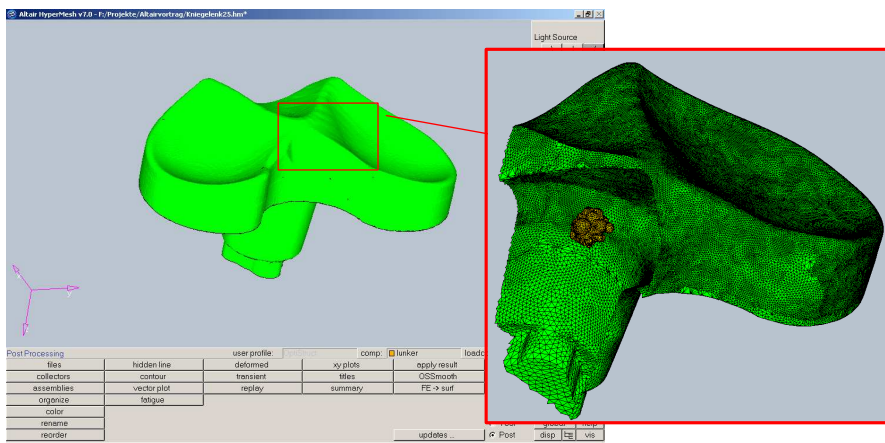 Altair HyperMesh v7.0 - F:/Projekte/Altairvortrag/Kniegelenk25.hm*
Light Source
Post Processing
user profile:
comp:
lunker
files
hidden line
deformed
xy plots
apply result
collectors
contour
transient
titles
OSSmooth
assemblies
vector plot
replay
summary
FE -> surf
organize
fatigue
color
rename
reorder
updates ...
Post
disp
vis